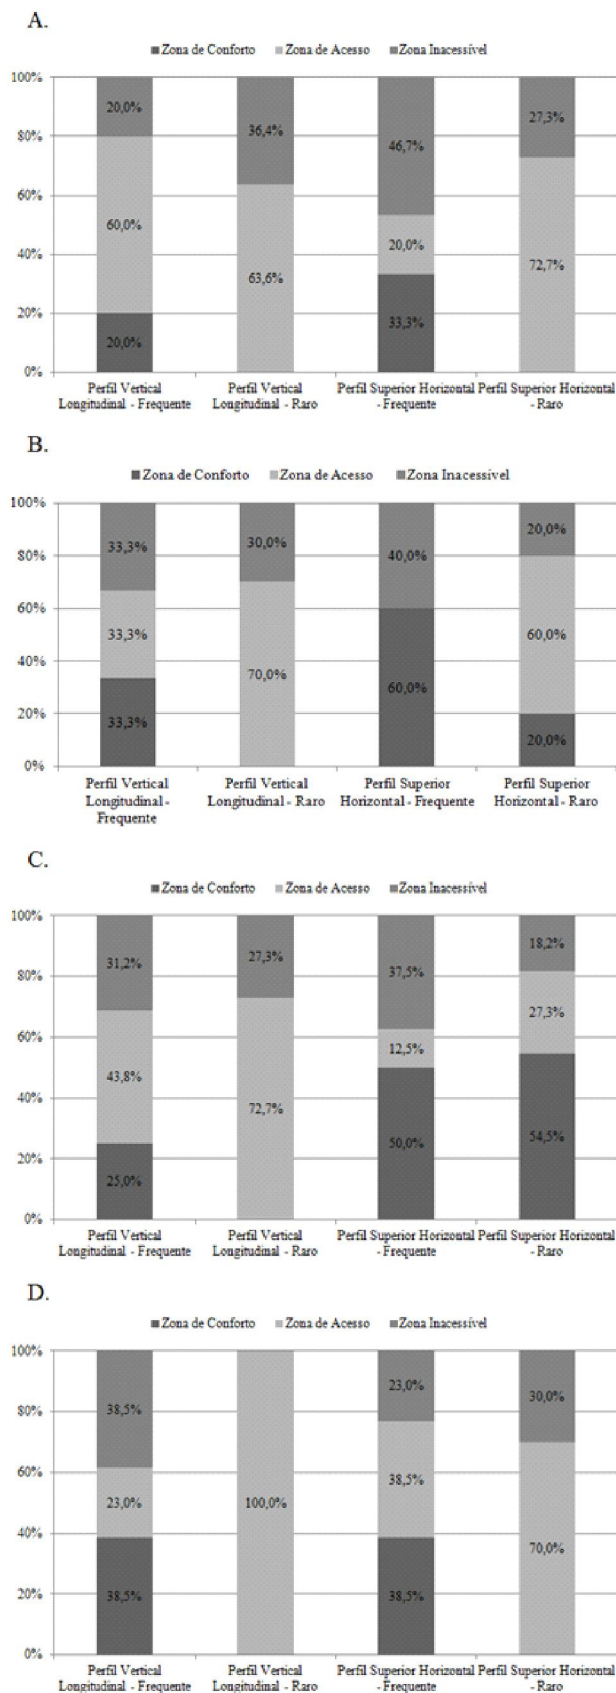 A.
Zona de Conforto Zona de Acesso Zona Inacessível
100%
20,0% 36,4% 46,7% 27,3%
80%
60%
60,0% 63,6% 20,0% 72,7%
40%
20%
20,0% 33,3%
0%
Perfil Vertical Perfil Vertical Perfil Superior Horizontal Perfil Superior Horizontal
Longitudinal - Frequente Longitudinal - Raro - Frequente - Raro
B.
Zona de Conforto Zona de Acesso Zona Inacessível
100%
33,3% 30,0% 40,0% 20,0%
80%
60%
33,3% 70,0% 60,0%
40%
20%
33,3% 60,0% 20,0%
0%
Perfil Vertical Perfil Vertical Perfil Superior Perfil Superior
Longitudinal - Longitudinal - Raro Horizontal - Frequente Horizontal - Raro
Frequente
C.
Zona de Conforto Zona de Acesso Zona Inacessível
100%
31,2% 27,3% 37,5% 18,2%
80%
60%
43,8% 72,7% 12,5% 27,3%
40%
20%
25,0% 50,0% 54,5%
0%
Perfil Vertical Perfil Vertical Perfil Superior Horizontal Perfil Superior Horizontal
Longitudinal - Frequente Longitudinal - Raro - Frequente - Raro
D.
Zona de Conforto Zona de Acesso Zona Inacessível
100%
38,5% 23,0% 30,0%
80%
60%
23,0% 100,0% 38,5% 70,0%
40%
20%
38,5% 38,5%
0%
Perfil Vertical Perfil Vertical Perfil Superior Horizontal Perfil Superior Horizontal
Longitudinal - Frequente Longitudinal - Raro - Frequente - Raro